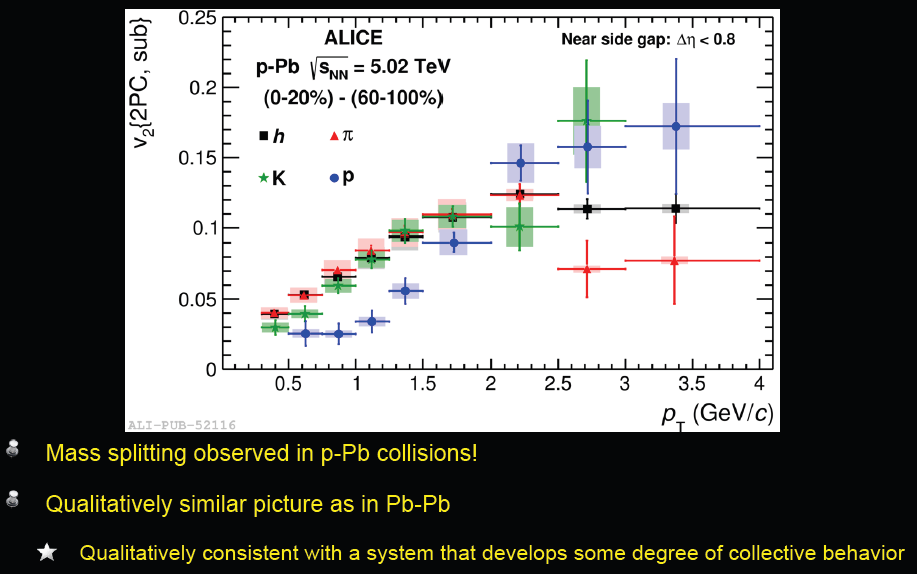 ALICE
Near side gap: Δη < 0.8
p-Pb √sNN = 5.02 TeV
(0-20%) - (60-100%)
h
π
K
p
v2{2PC, sub}
0.25
0.2
0.15
0.1
0.05
0
0.5 1 1.5 2 2.5 3 3.5 4
pT (GeV/c)
ALI-PUB-52116
Mass splitting observed in p-Pb collisions!
Qualitatively similar picture as in Pb-Pb
Qualitatively consistent with a system that develops some degree of collective behavior